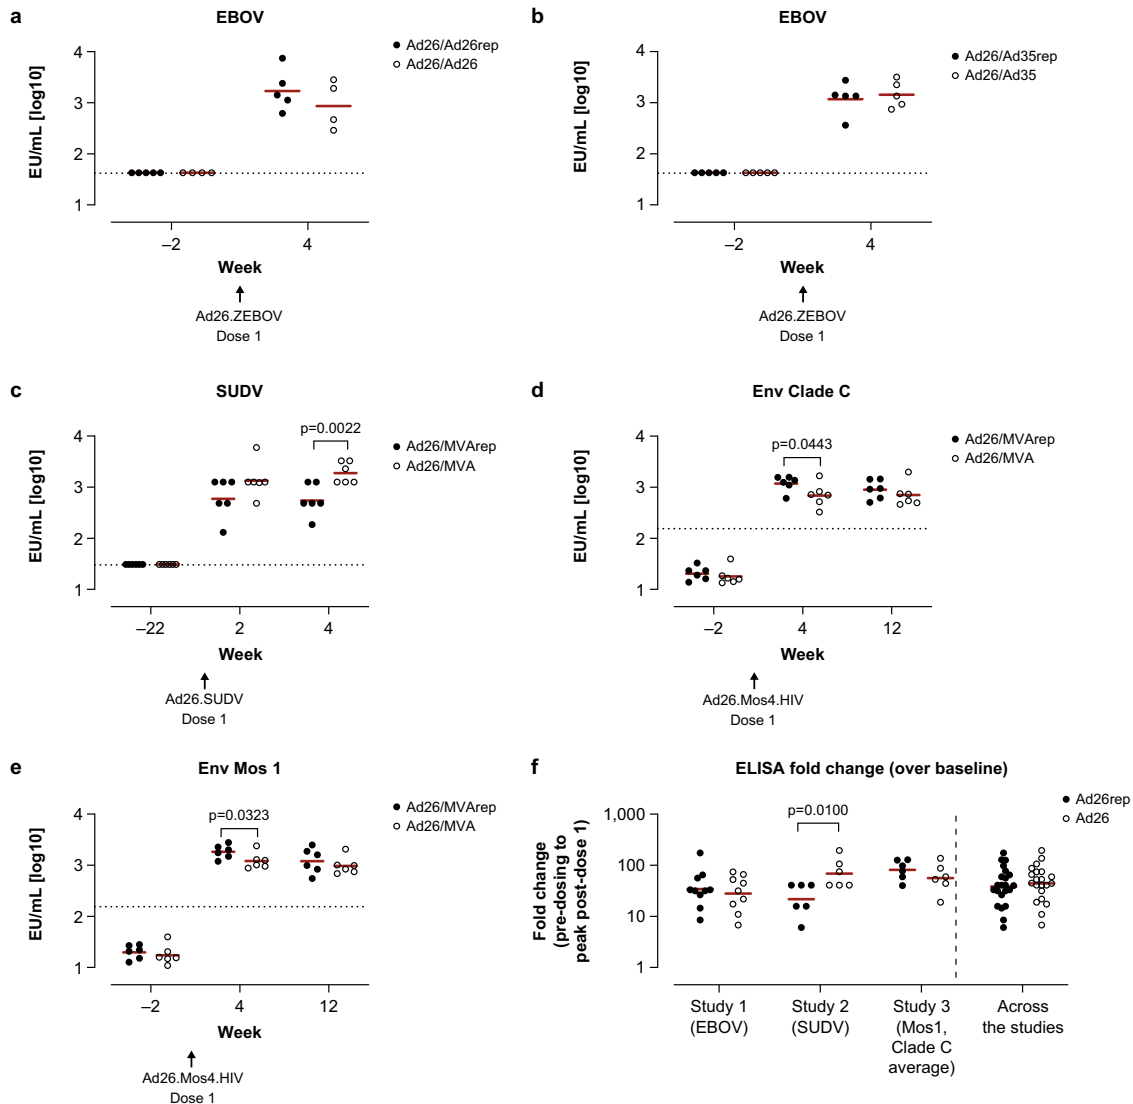 a
EBOV
EU/mL [log10]
4
3
2
1
–2
4
Week
Ad26.ZEBOV
Dose 1
Ad26/Ad26rep
Ad26/Ad26
b
EBOV
EU/mL [log10]
4
3
2
1
–2
4
Week
Ad26.ZEBOV
Dose 1
Ad26/Ad35rep
Ad26/Ad35
c
SUDV
EU/mL [log10]
4
3
2
1
p=0.0022
–22
2
4
Week
Ad26.SUDV
Dose 1
Ad26/MVArep
Ad26/MVA
d
Env Clade C
EU/mL [log10]
4
3
2
1
p=0.0443
–2
4
12
Week
Ad26.Mos4.HIV
Dose 1
Ad26/MVArep
Ad26/MVA
e
Env Mos 1
EU/mL [log10]
4
3
2
1
p=0.0323
–2
4
12
Week
Ad26.Mos4.HIV
Dose 1
Ad26/MVArep
Ad26/MVA
f
ELISA fold change (over baseline)
Fold change
(pre-dosing to
peak post-dose 1)
1,000
100
10
1
p=0.0100
Study 1
(EBOV)
Study 2
(SUDV)
Study 3
(Mos1,
Clade C
average)
Across
the studies
Ad26rep
Ad26